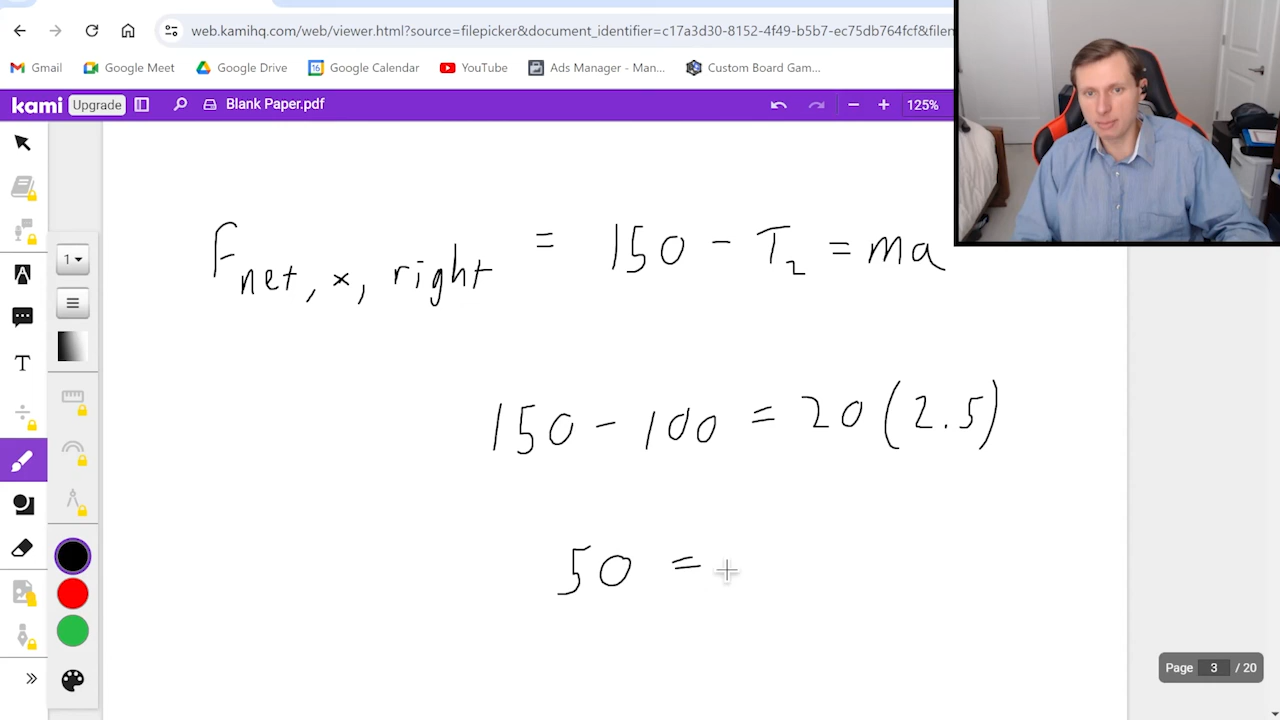 web.kamihq.com/web/viewer.html?source=filepicker&document_identifier=c17a3d30-8152-4f49-b5b7-ec75db764fcf&filen
Gmail Google Meet Google Drive 16 Google Calendar YouTube Ads Manager - Man... Custom Board Gam...
kami Upgrade Blank Paper.pdf 125%
1
A
T
F net, x, right = 150 - T₂ = ma
150 - 100 = 20 (2.5)
50 =
Page 3 / 20